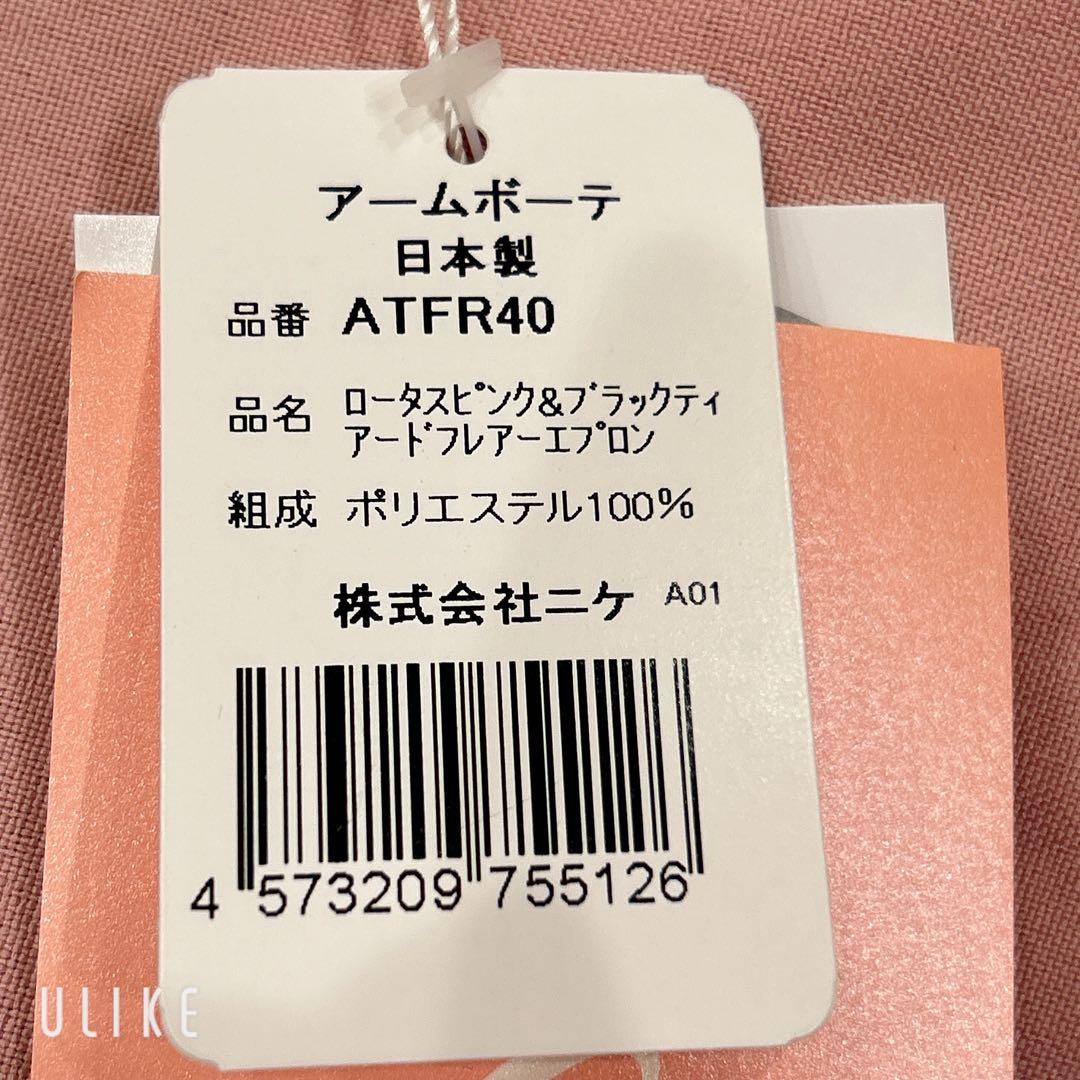 アームボーテ
日本製
品番 ATFR40
品名 ロータスピンク&ブラックティ
アードフレアーエプロン
組成 ポリエステル100%
株式会社ニケ A01
4 573209 755126
ULIKE